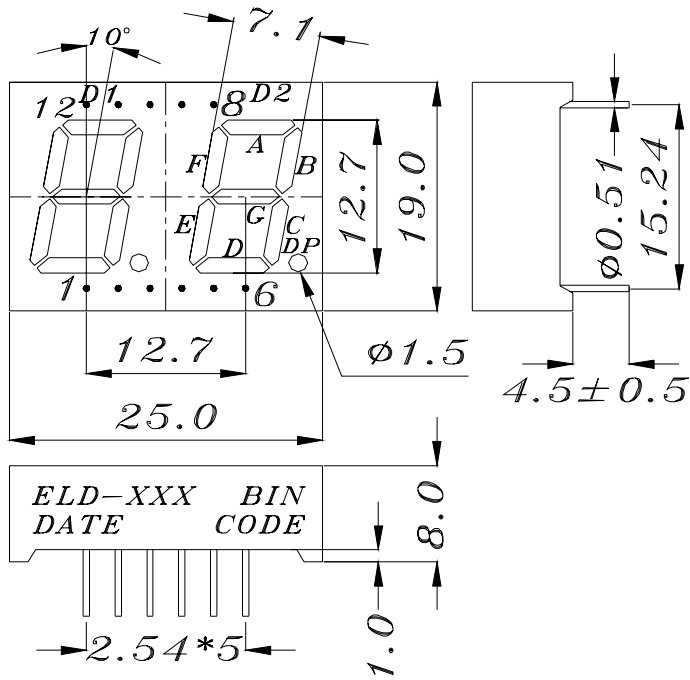 7.1
10°
12 D1 8 D2
A
F B
E G C
D DP
1 6
12.7
19.0
ϕ0.51
15.24
12.7
ϕ1.5
4.5±0.5
25.0
ELD-XXX BIN
DATE CODE
8.0
2.54*5
1.0